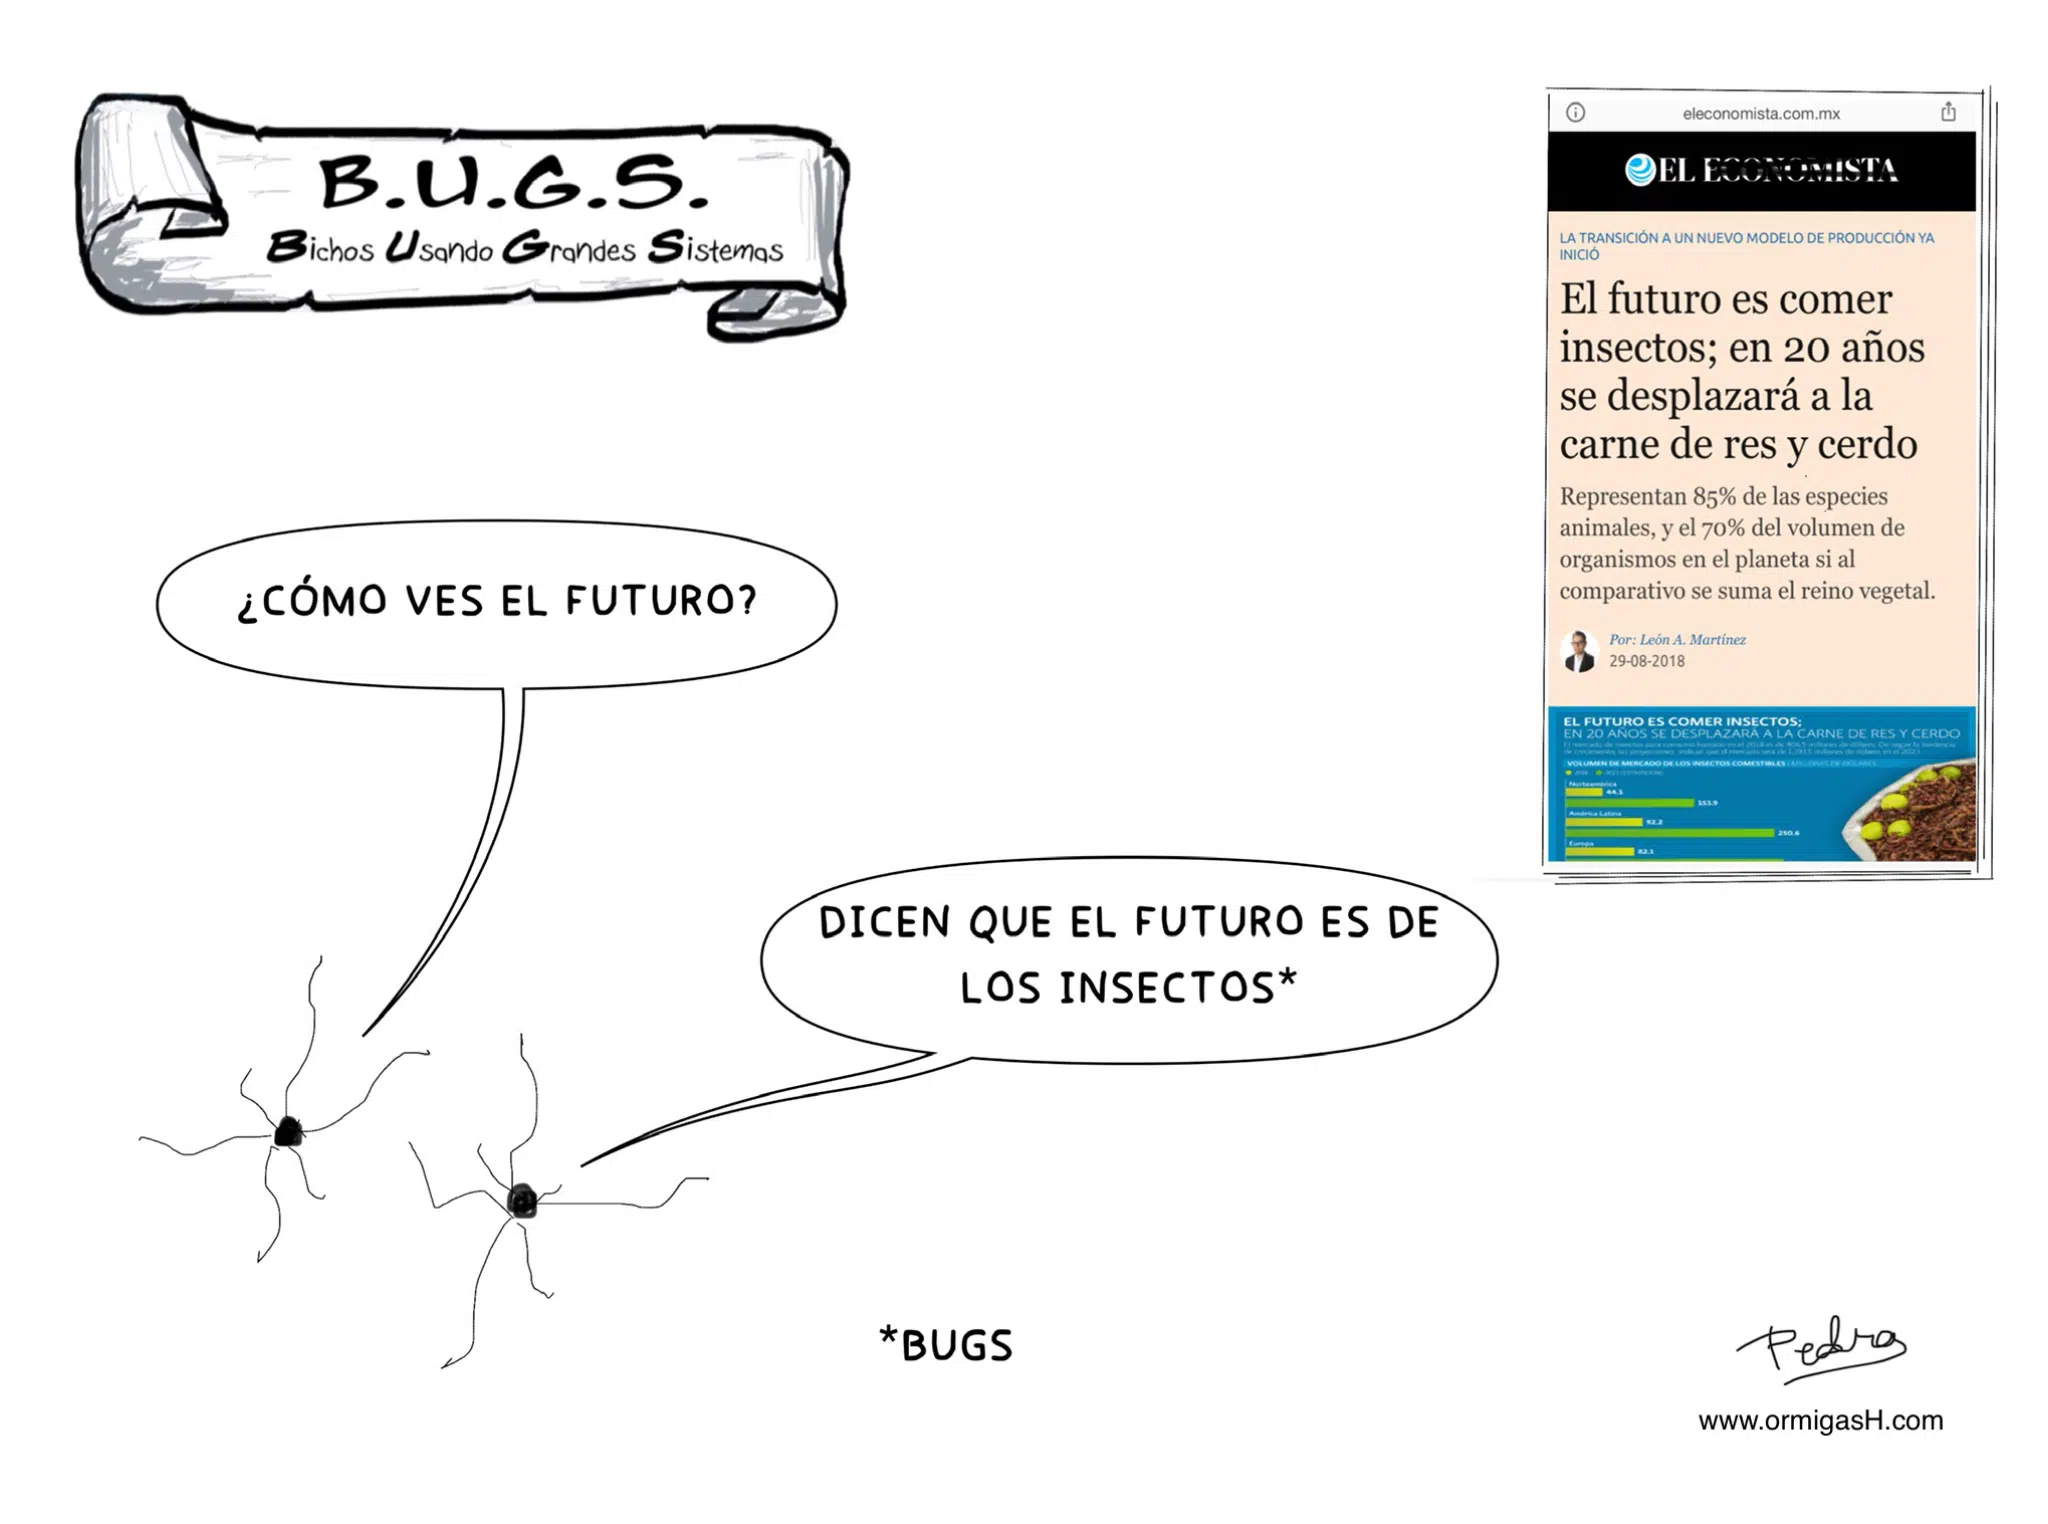 B.U.G.S.
Bichos Usando Grandes Sistemas
eleconomista.com.mx
EL ECONOMISTA
LA TRANSICIÓN A UN NUEVO MODELO DE PRODUCCIÓN YA
INICIÓ
El futuro es comer
insectos; en 20 años
se desplazará a la
carne de res y cerdo
Representan 85% de las especies
animales, y el 70% del volumen de
organismos en el planeta si al
comparativo se suma el reino vegetal.
Por: León A. Martínez
29-08-2018
EL FUTURO ES COMER INSECTOS;
EN 20 AÑOS SE DESPLAZARÁ A LA CARNE DE RES Y CERDO
VOLUMEN DE MERCADO DE LOS INSECTOS COMESTIBLES
Norteamérica
44.1
153.9
América Latina
92.2
250.6
Europa
82.1
¿CÓMO VES EL FUTURO?
DICEN QUE EL FUTURO ES DE
LOS INSECTOS*
*BUGS
Pedro
www.ormigasH.com